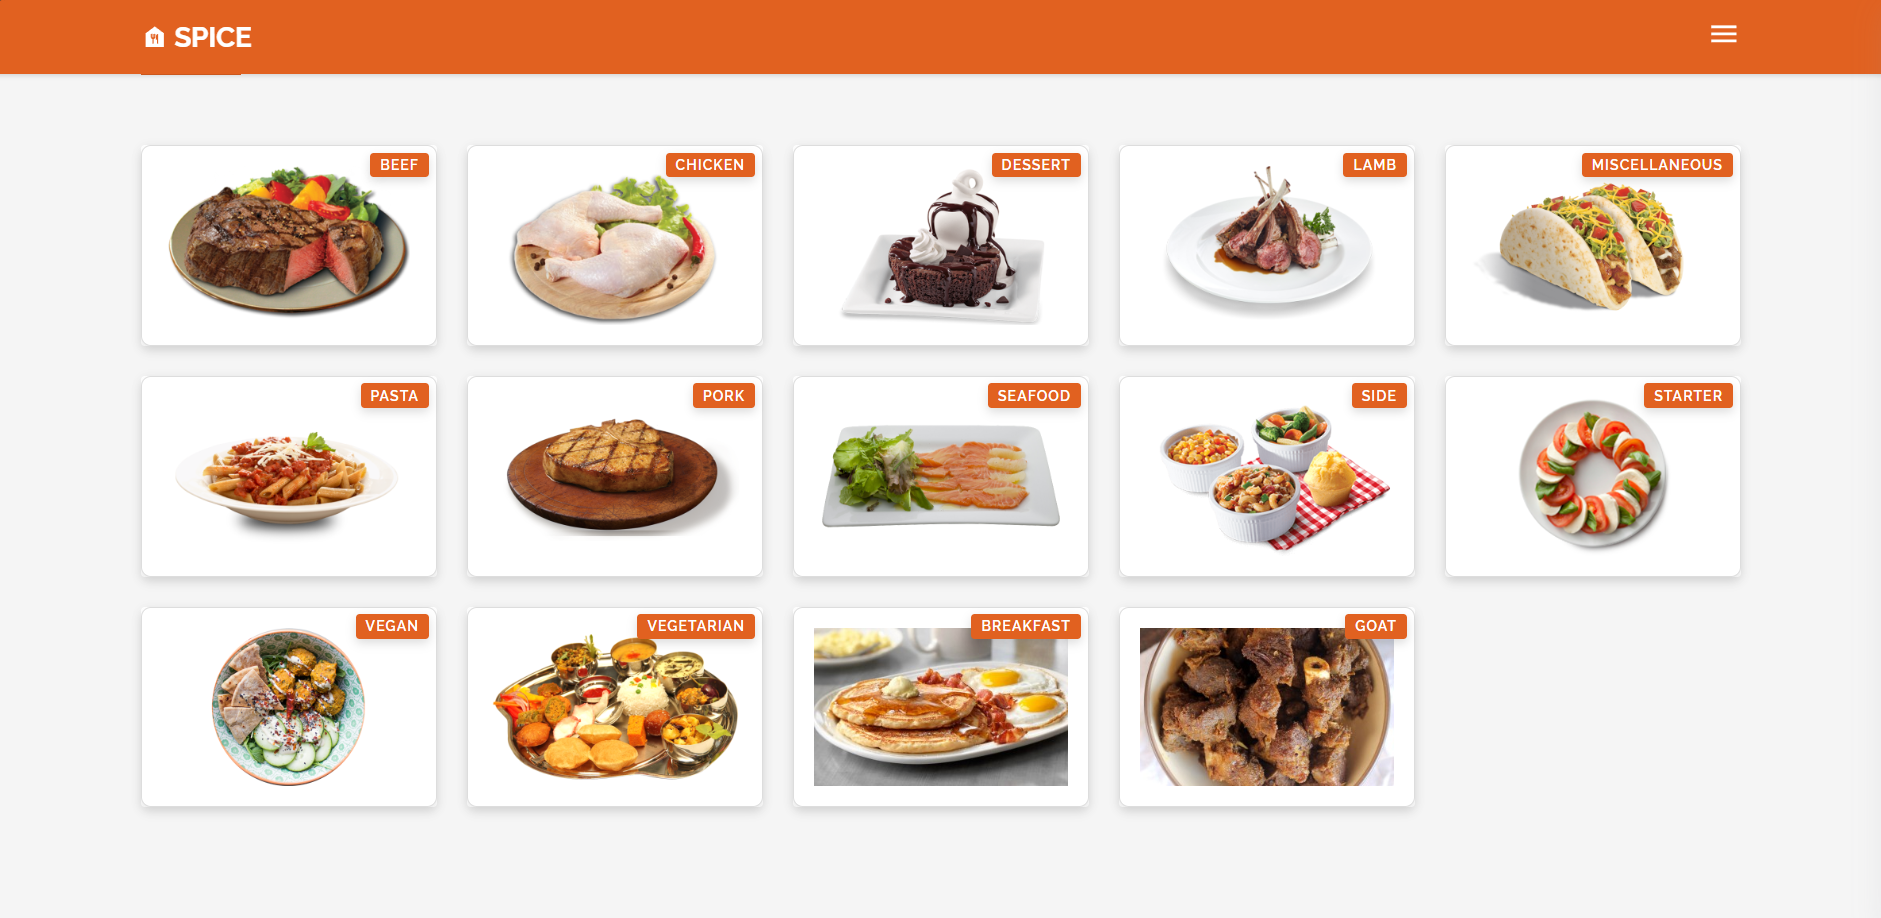 SPICE
BEEF
CHICKEN
DESSERT
LAMB
MISCELLANEOUS
PASTA
PORK
SEAFOOD
SIDE
STARTER
VEGAN
VEGETARIAN
BREAKFAST
GOAT